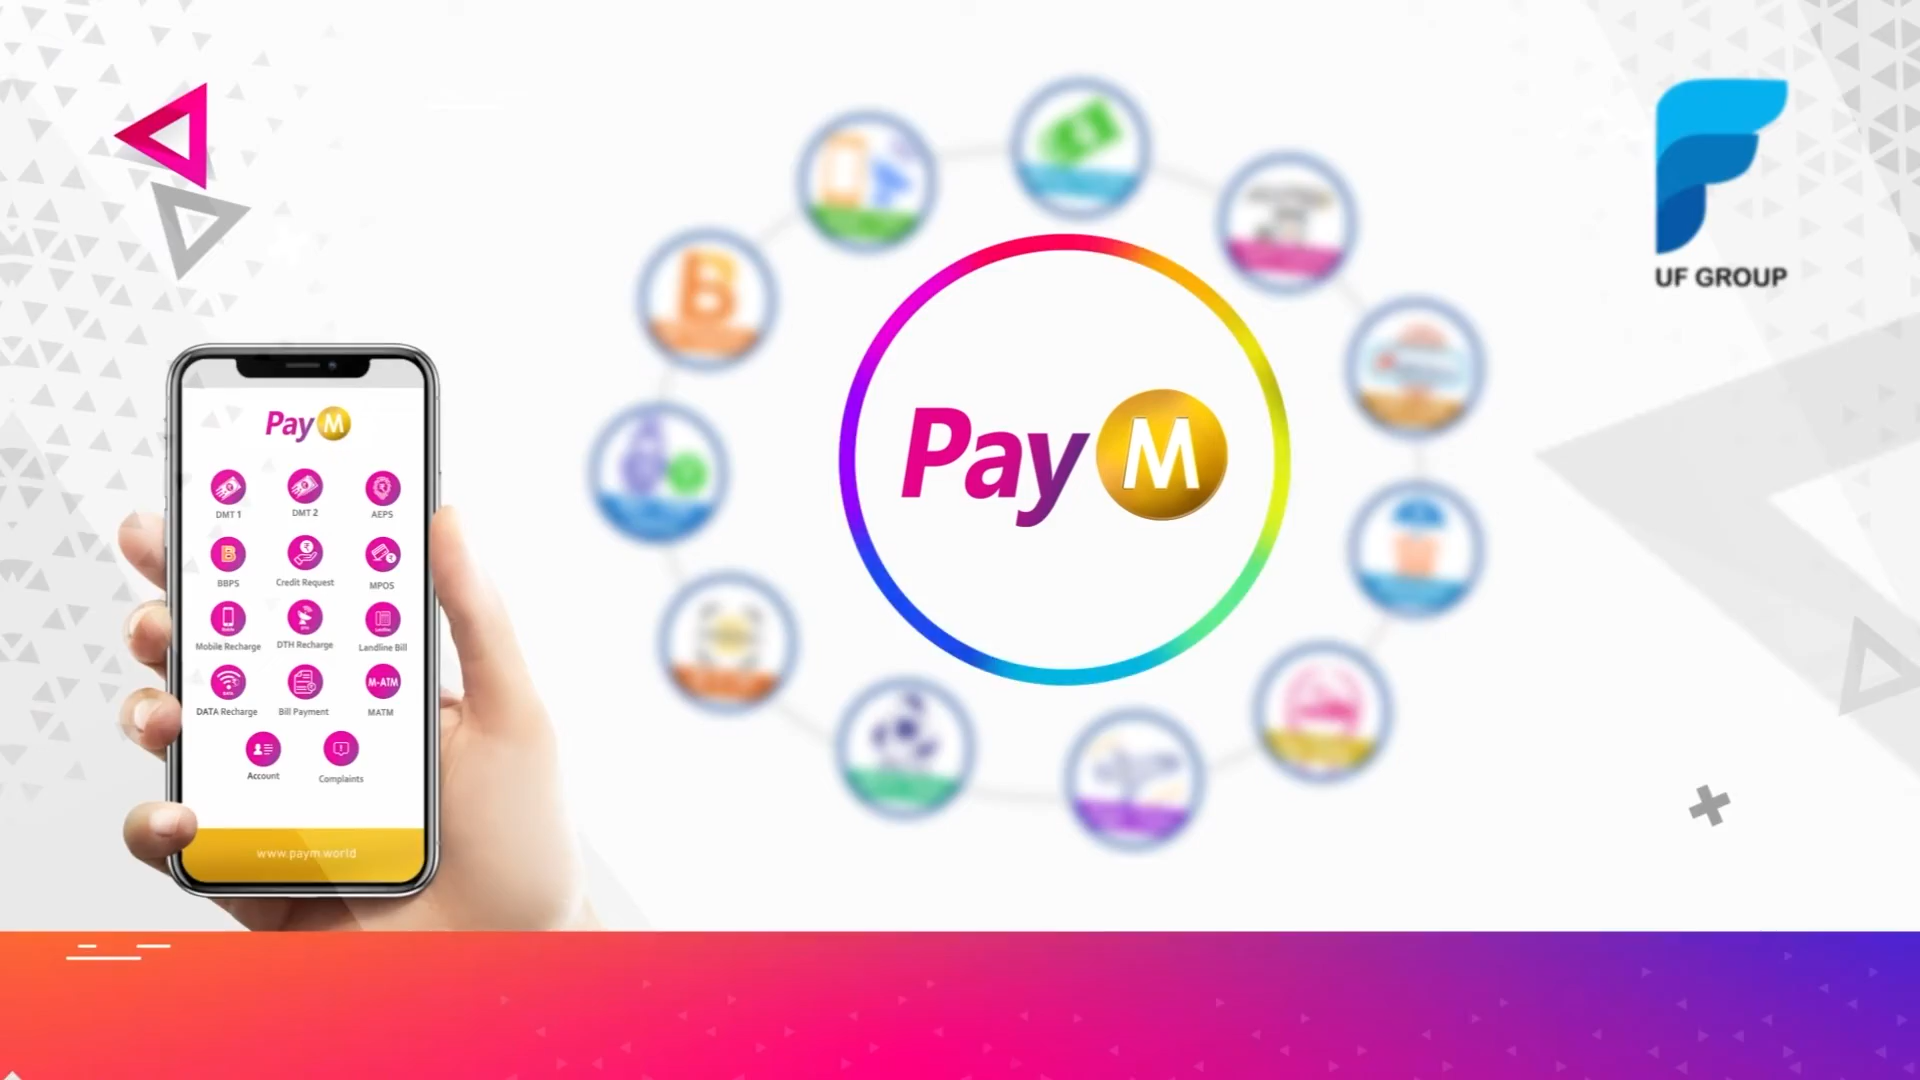 UF GROUP
Pay M
Pay M
DMT 1
DMT 2
AEPS
B
BBPS
Credit Request
MPOS
Mobile Recharge
DTH Recharge
Landline Bill
M-ATM
DATA Recharge
Bill Payment
MATM
Account
Complaints
www.paym.world
B